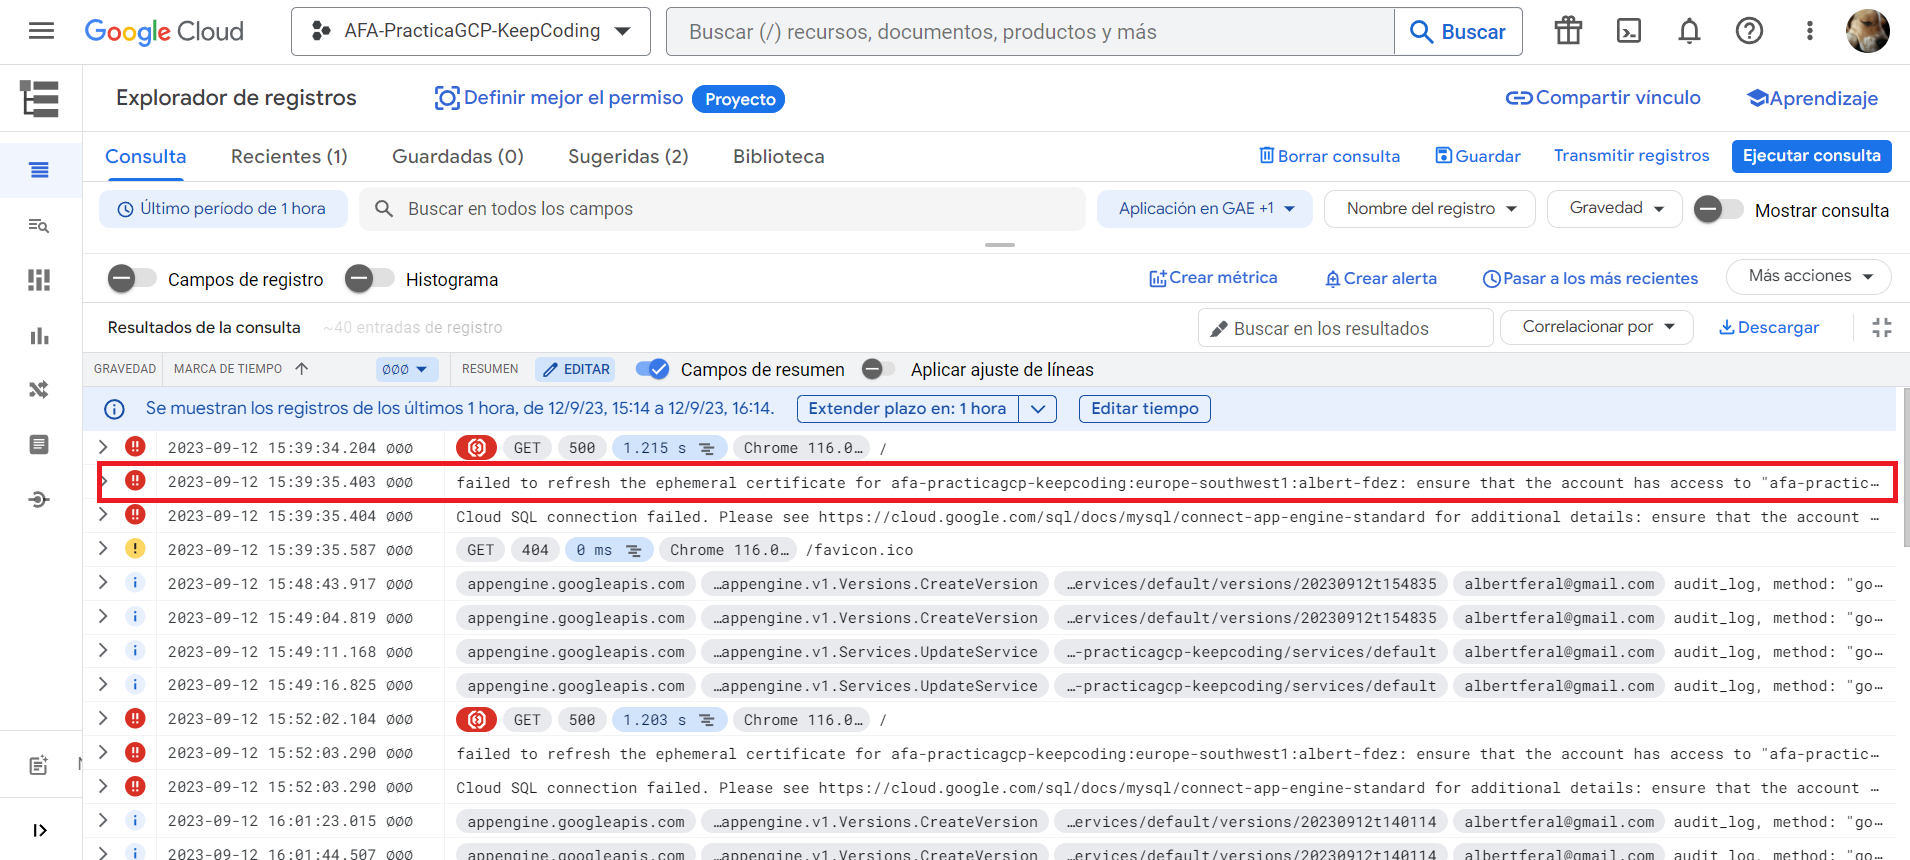 Google Cloud
AFA-PracticaGCP-KeepCoding
Buscar (/) recursos, documentos, productos y más
Buscar
Explorador de registros
Definir mejor el permiso
Proyecto
Compartir vínculo
Aprendizaje
Consulta
Recientes (1)
Guardadas (0)
Sugeridas (2)
Biblioteca
Borrar consulta
Guardar
Transmitir registros
Ejecutar consulta
Último período de 1 hora
Buscar en todos los campos
Aplicación en GAE +1
Nombre del registro
Gravedad
Mostrar consulta
Campos de registro
Histograma
Crear métrica
Crear alerta
Pasar a los más recientes
Más acciones
Resultados de la consulta
~40 entradas de registro
Buscar en los resultados
Correlacionar por
Descargar
GRAVEDAD
MARCA DE TIEMPO
ØØØ
RESUMEN
EDITAR
Campos de resumen
Aplicar ajuste de líneas
Se muestran los registros de los últimos 1 hora, de 12/9/23, 15:14 a 12/9/23, 16:14.
Extender plazo en: 1 hora
Editar tiempo
2023-09-12 15:39:34.204 ØØØ GET 500 1.215 s Chrome 116.0… /
2023-09-12 15:39:35.403 ØØØ failed to refresh the ephemeral certificate for afa-practicagcp-keepcoding:europe-southwest1:albert-fdez: ensure that the account has access to "afa-practic…
2023-09-12 15:39:35.404 ØØØ Cloud SQL connection failed. Please see https://cloud.google.com/sql/docs/mysql/connect-app-engine-standard for additional details: ensure that the account …
2023-09-12 15:39:35.587 ØØØ GET 404 0 ms Chrome 116.0… /favicon.ico
2023-09-12 15:48:43.917 ØØØ appengine.googleapis.com …appengine.v1.Versions.CreateVersion …ervices/default/versions/20230912t154835 albertferal@gmail.com audit_log, method: "go…
2023-09-12 15:49:04.819 ØØØ appengine.googleapis.com …appengine.v1.Versions.CreateVersion …ervices/default/versions/20230912t154835 albertferal@gmail.com audit_log, method: "go…
2023-09-12 15:49:11.168 ØØØ appengine.googleapis.com …appengine.v1.Services.UpdateService …-practicagcp-keepcoding/services/default albertferal@gmail.com audit_log, method: "go…
2023-09-12 15:49:16.825 ØØØ appengine.googleapis.com …appengine.v1.Services.UpdateService …-practicagcp-keepcoding/services/default albertferal@gmail.com audit_log, method: "go…
2023-09-12 15:52:02.104 ØØØ GET 500 1.203 s Chrome 116.0… /
2023-09-12 15:52:03.290 ØØØ failed to refresh the ephemeral certificate for afa-practicagcp-keepcoding:europe-southwest1:albert-fdez: ensure that the account has access to "afa-practic…
2023-09-12 15:52:03.290 ØØØ Cloud SQL connection failed. Please see https://cloud.google.com/sql/docs/mysql/connect-app-engine-standard for additional details: ensure that the account …
2023-09-12 16:01:23.015 ØØØ appengine.googleapis.com …appengine.v1.Versions.CreateVersion …ervices/default/versions/20230912t140114 albertferal@gmail.com audit_log, method: "go…
2023-09-12 16:01:44.507 ØØØ appengine.googleapis.com …appengine.v1.Versions.CreateVersion …ervices/default/versions/20230912t140114 albertferal@gmail.com audit_log, method: "go…